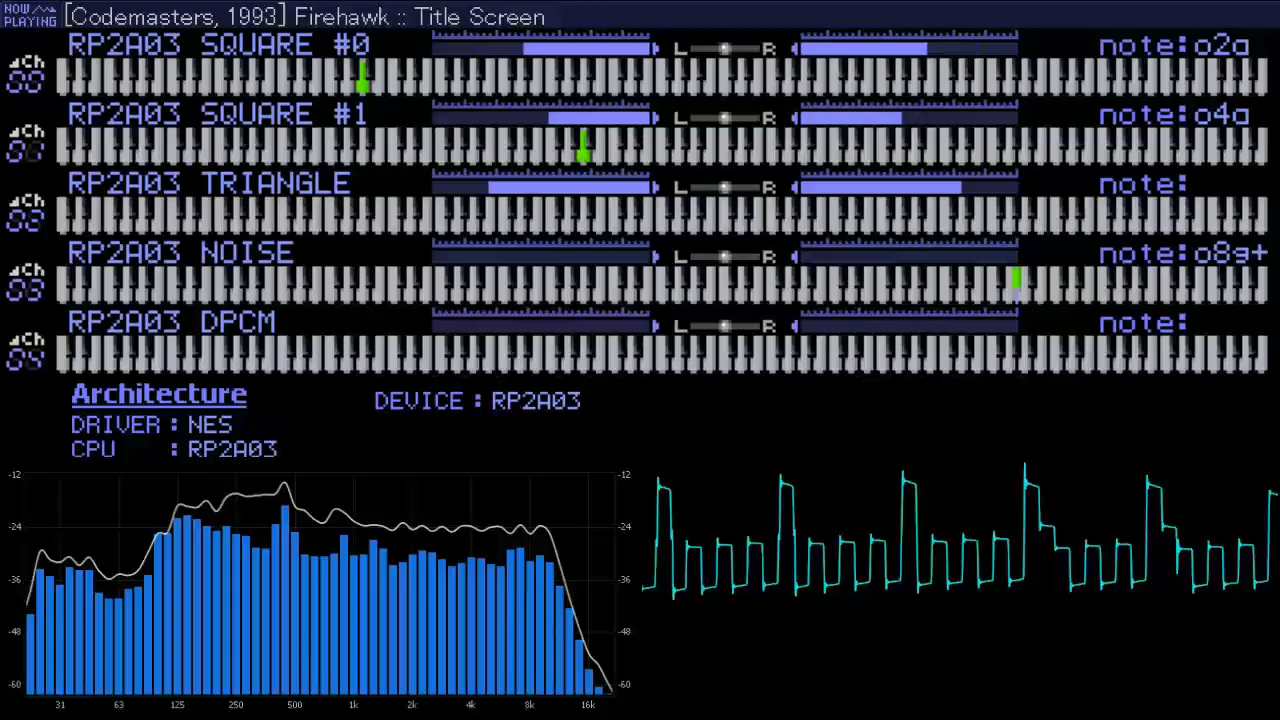 NOW PLAYING [Codemasters, 1993] Firehawk :: Title Screen
RP2A03 SQUARE #0 L R note:o2a
Ch 00
RP2A03 SQUARE #1 L R note:o4a
Ch 01
RP2A03 TRIANGLE L R note:
Ch 02
RP2A03 NOISE L R note:o8g+
Ch 03
RP2A03 DPCM L R note:
Ch 04
Architecture
DEVICE : RP2A03
DRIVER : NES
CPU : RP2A03
-12 -12
-24 -24
-36 -36
-48 -48
-60 -60
31 63 125 250 500 1k 2k 4k 8k 16k